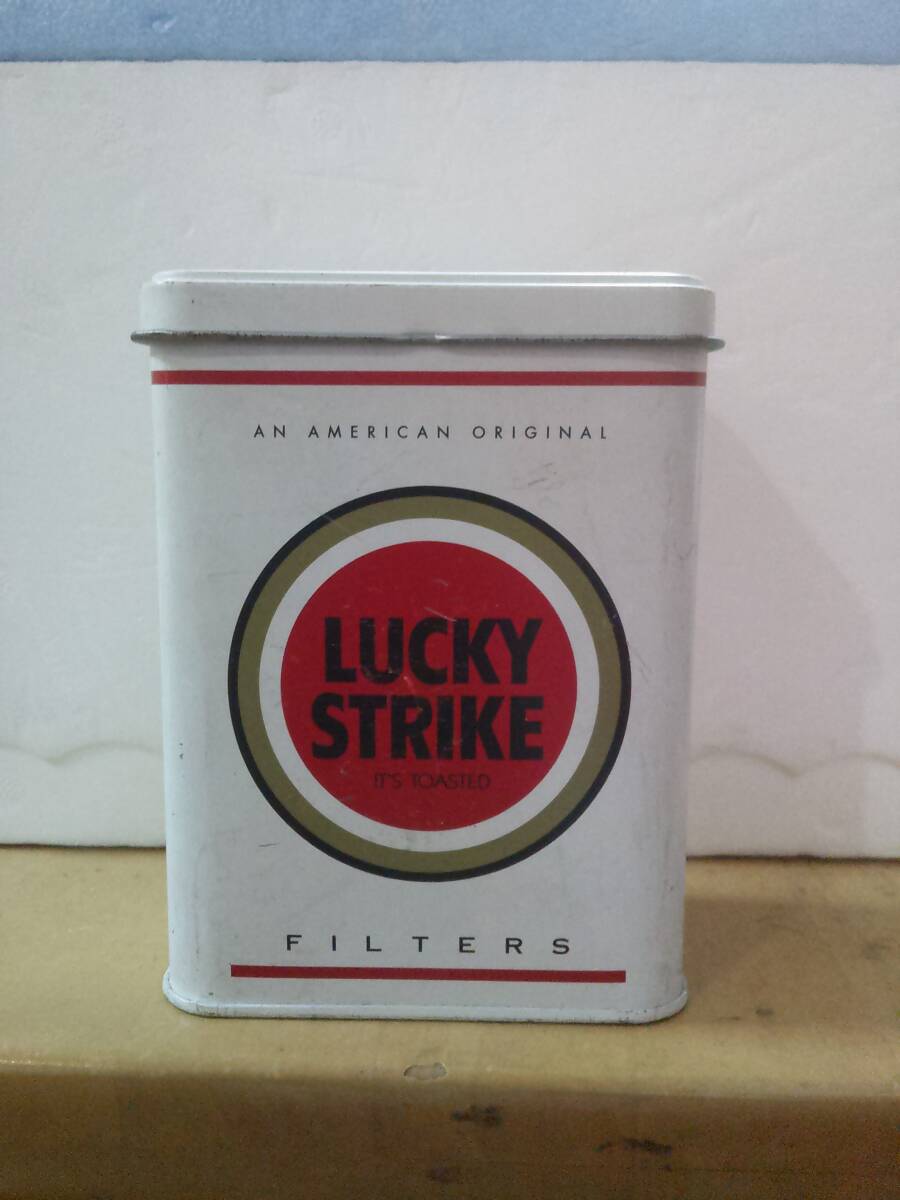 AN AMERICAN ORIGINAL
LUCKY
STRIKE
IT'S TOASTED
FILTERS